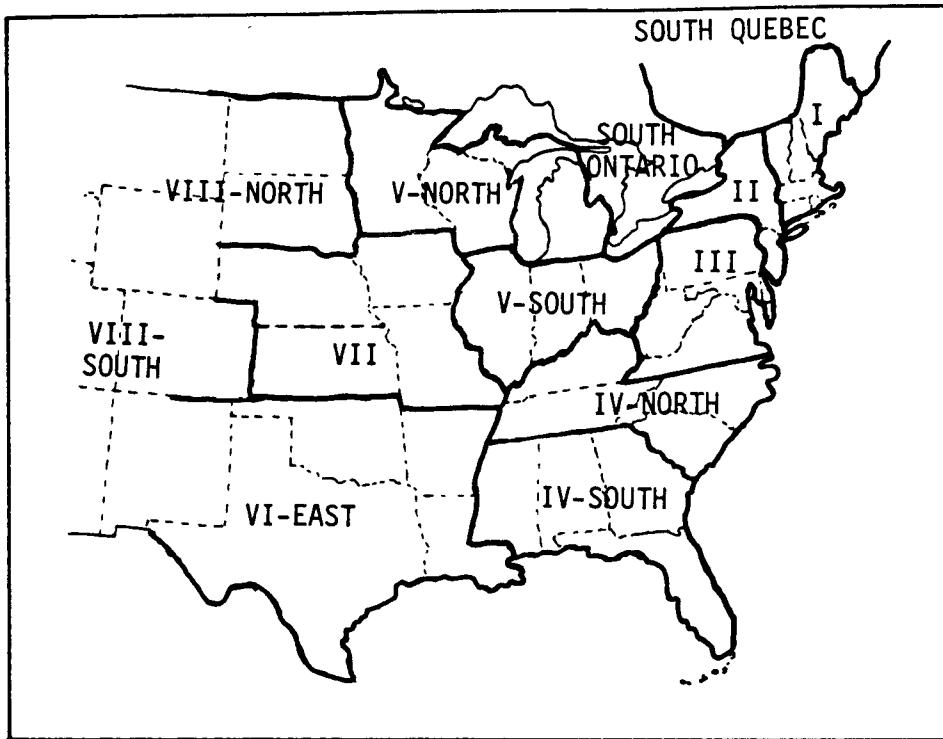 SOUTH QUEBEC
I
SOUTH
ONTARIO
VIII-NORTH
V-NORTH
II
III
V-SOUTH
VIII-
SOUTH
VII
IV-NORTH
IV-SOUTH
VI-EAST